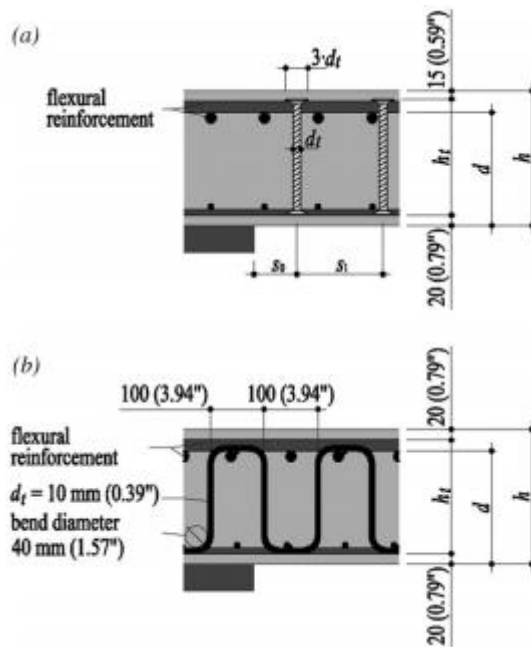 (a)
3·dₜ
15 (0.59")
flexural
reinforcement
dₜ
hₜ
d
h
s₀
s₁
20 (0.79")
(b)
100 (3.94")
100 (3.94")
20 (0.79")
flexural
reinforcement
dₜ = 10 mm (0.39")
bend diameter
40 mm (1.57")
hₜ
d
h
20 (0.79")